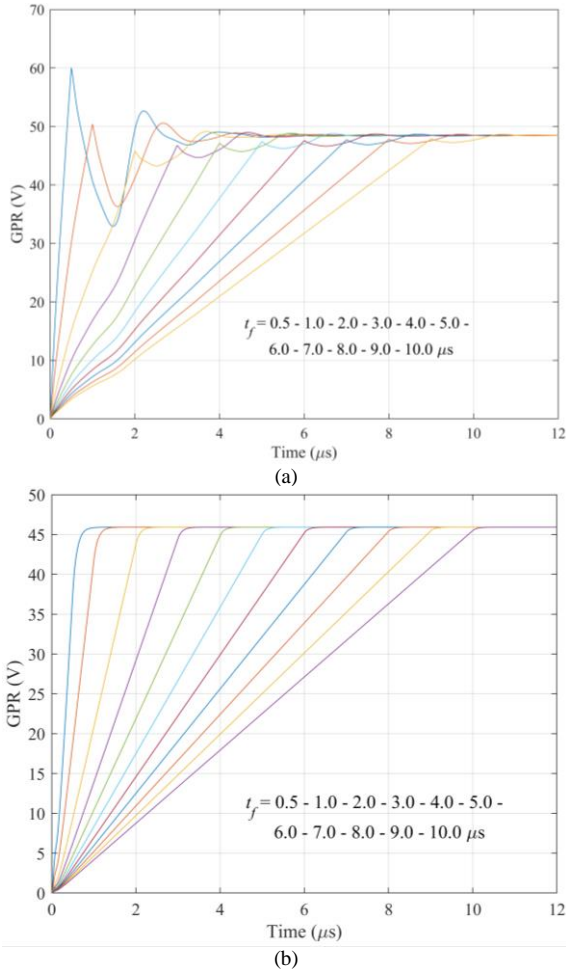 70
60
50
40
30
20
10
0
GPR (V)
t_f = 0.5 - 1.0 - 2.0 - 3.0 - 4.0 - 5.0 -
6.0 - 7.0 - 8.0 - 9.0 - 10.0 μs
0 2 4 6 8 10 12
Time (μs)
(a)
50
45
40
35
30
25
20
15
10
5
0
GPR (V)
t_f = 0.5 - 1.0 - 2.0 - 3.0 - 4.0 - 5.0 -
6.0 - 7.0 - 8.0 - 9.0 - 10.0 μs
0 2 4 6 8 10 12
Time (μs)
(b)